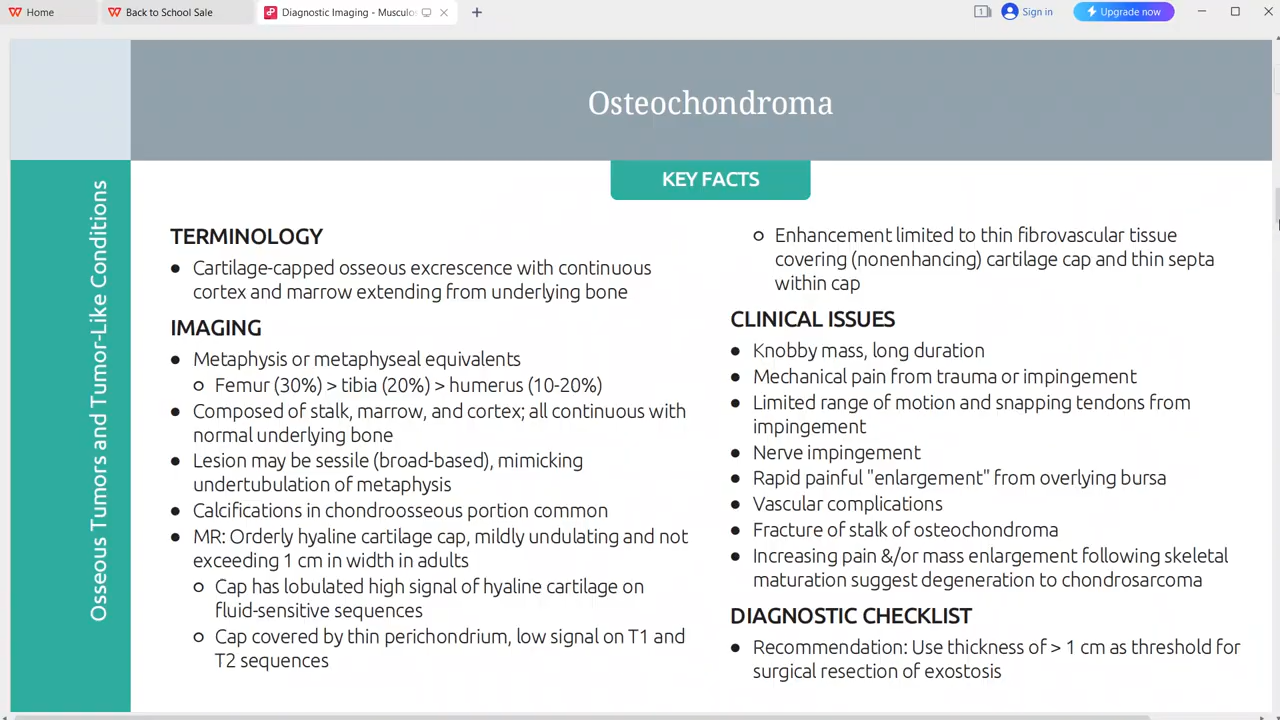 Home
Back to School Sale
Diagnostic Imaging - Musculos
1
Sign in
Upgrade now
Osteochondroma
KEY FACTS
Osseous Tumors and Tumor-Like Conditions
TERMINOLOGY
● Cartilage-capped osseous excrescence with continuous
cortex and marrow extending from underlying bone
IMAGING
● Metaphysis or metaphyseal equivalents
○ Femur (30%) > tibia (20%) > humerus (10-20%)
● Composed of stalk, marrow, and cortex; all continuous with
normal underlying bone
● Lesion may be sessile (broad-based), mimicking
undertubulation of metaphysis
● Calcifications in chondroosseous portion common
● MR: Orderly hyaline cartilage cap, mildly undulating and not
exceeding 1 cm in width in adults
○ Cap has lobulated high signal of hyaline cartilage on
fluid-sensitive sequences
○ Cap covered by thin perichondrium, low signal on T1 and
T2 sequences
○ Enhancement limited to thin fibrovascular tissue
covering (nonenhancing) cartilage cap and thin septa
within cap
CLINICAL ISSUES
● Knobby mass, long duration
● Mechanical pain from trauma or impingement
● Limited range of motion and snapping tendons from
impingement
● Nerve impingement
● Rapid painful "enlargement" from overlying bursa
● Vascular complications
● Fracture of stalk of osteochondroma
● Increasing pain &/or mass enlargement following skeletal
maturation suggest degeneration to chondrosarcoma
DIAGNOSTIC CHECKLIST
● Recommendation: Use thickness of > 1 cm as threshold for
surgical resection of exostosis